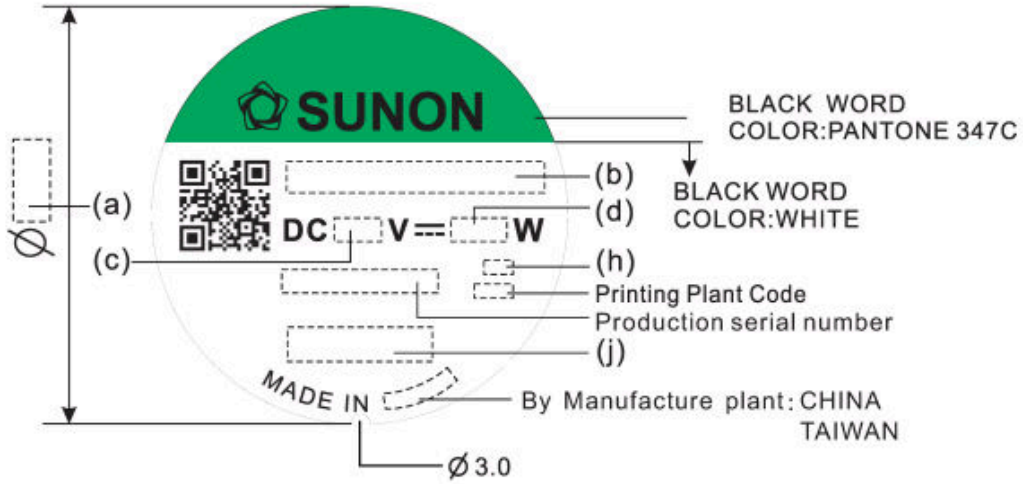 SUNON
BLACK WORD
COLOR:PANTONE 347C
BLACK WORD
COLOR:WHITE
(a)
(b)
DC V⎓ W
(d)
(c)
(h)
Printing Plant Code
Production serial number
(j)
MADE IN
By Manufacture plant: CHINA
TAIWAN
Ø
Ø3.0